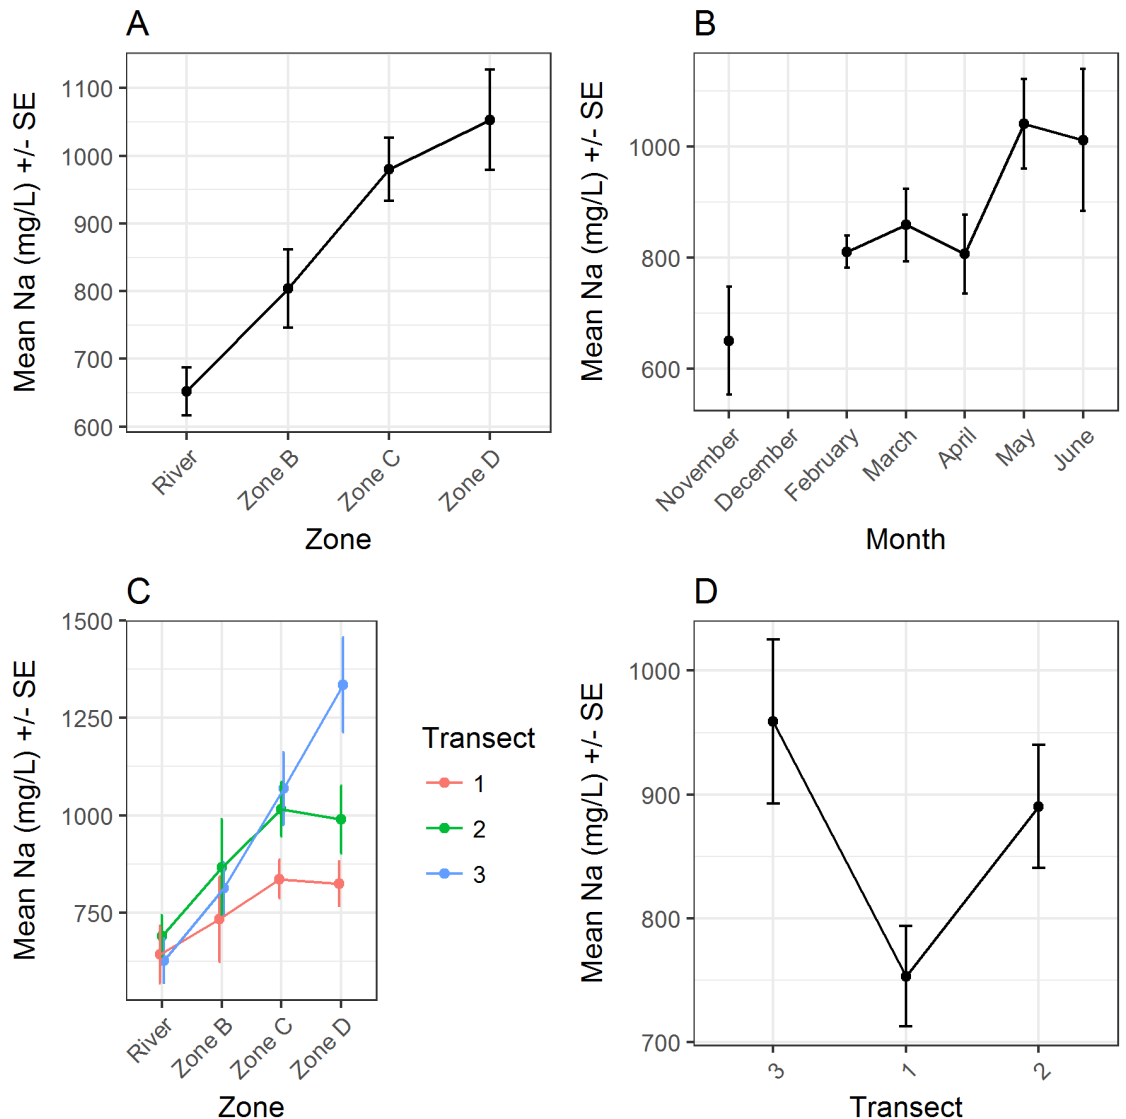 A
Mean Na (mg/L) +/- SE
1100
1000
900
800
700
600
River
Zone B
Zone C
Zone D
Zone
B
Mean Na (mg/L) +/- SE
1000
800
600
November
December
February
March
April
May
June
Month
C
Mean Na (mg/L) +/- SE
1500
1250
1000
750
River
Zone B
Zone C
Zone D
Zone
Transect
1
2
3
D
Mean Na (mg/L) +/- SE
1000
900
800
700
3
1
2
Transect